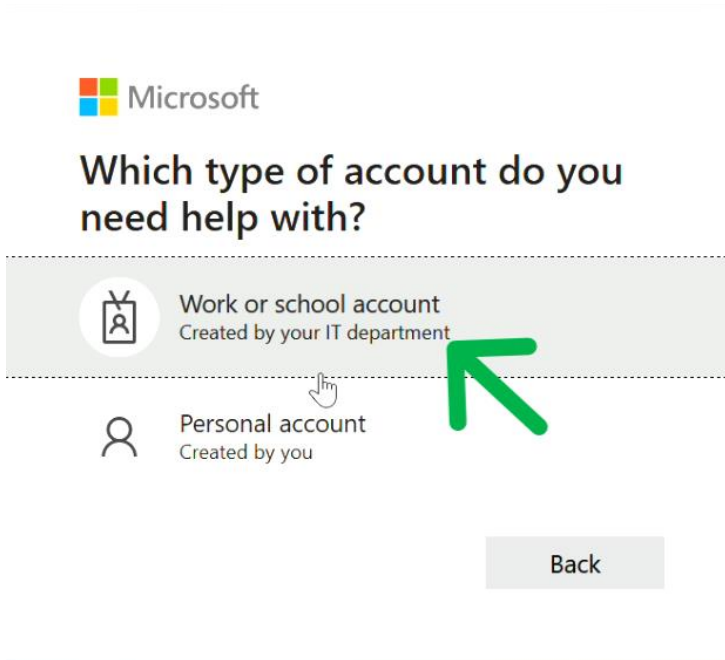 Microsoft
Which type of account do you
need help with?
Work or school account
Created by your IT department
Personal account
Created by you
Back